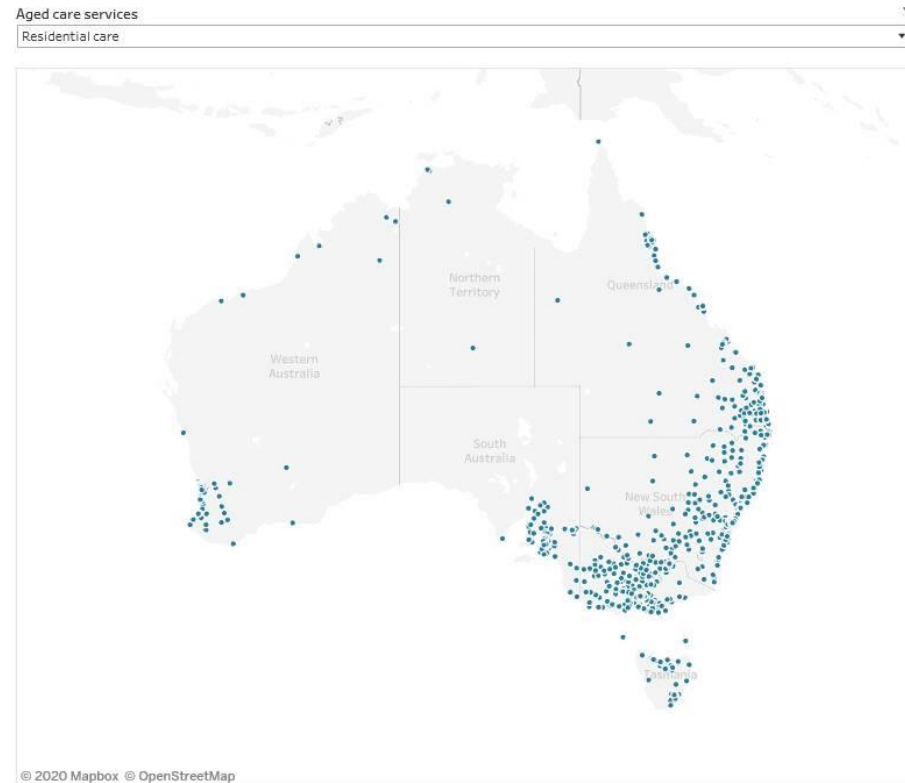 Aged care services
Residential care
Northern
Territory
Queensland
Western
Australia
South
Australia
New South
Wales
Tasmania
© 2020 Mapbox © OpenStreetMap